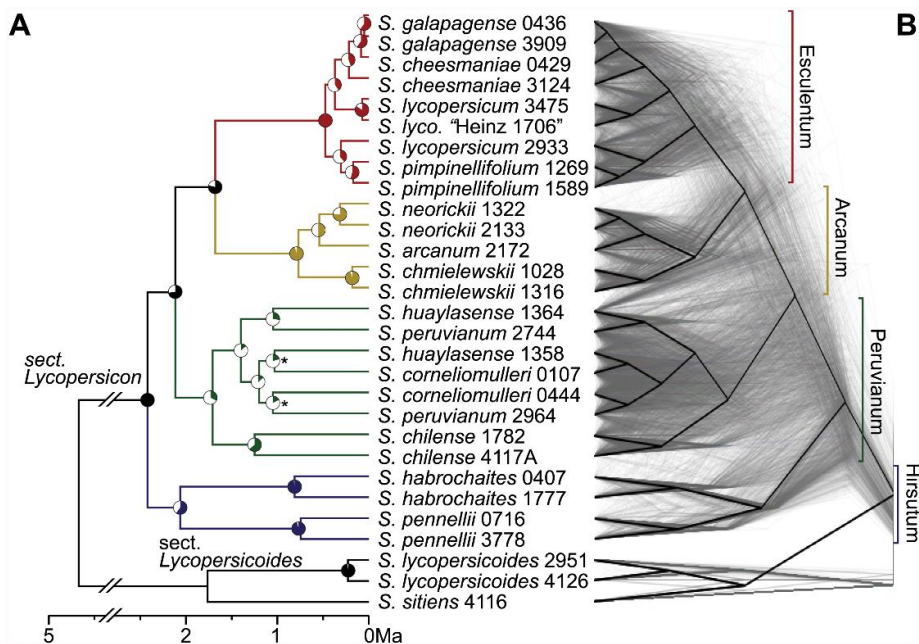 A
B
S. galapagense 0436
S. galapagense 3909
S. cheesmaniae 0429
S. cheesmaniae 3124
S. lycopersicum 3475
S. lyco. “Heinz 1706”
S. lycopersicum 2933
S. pimpinellifolium 1269
S. pimpinellifolium 1589
S. neorickii 1322
S. neorickii 2133
S. arcanum 2172
S. chmielewskii 1028
S. chmielewskii 1316
S. huaylasense 1364
S. peruvianum 2744
S. huaylasense 1358
S. corneliomulleri 0107
S. corneliomulleri 0444
S. peruvianum 2964
S. chilense 1782
S. chilense 4117A
S. habrochaites 0407
S. habrochaites 1777
S. pennellii 0716
S. pennellii 3778
S. lycopersicoides 2951
S. lycopersicoides 4126
S. sitiens 4116
*
*
sect.
Lycopersicon
sect.
Lycopersicoides
5 2 1 0Ma
Esculentum
Arcanum
Peruvianum
Hirsutum